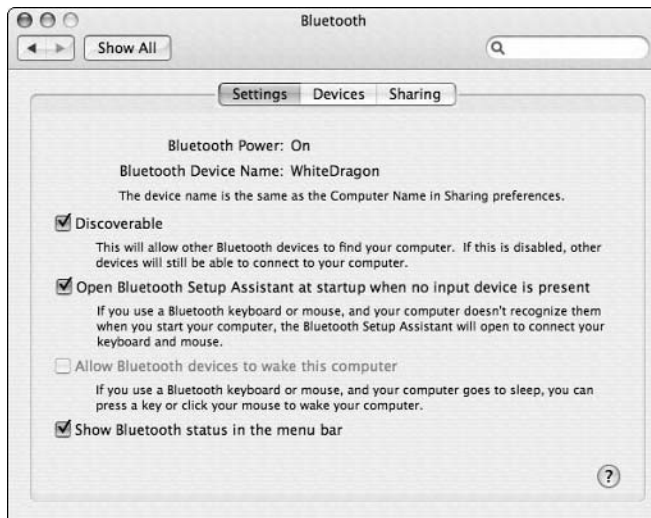 Bluetooth
Show All
Settings Devices Sharing
Bluetooth Power: On
Bluetooth Device Name: WhiteDragon
The device name is the same as the Computer Name in Sharing preferences.
Discoverable
This will allow other Bluetooth devices to find your computer. If this is disabled, other
devices will still be able to connect to your computer.
Open Bluetooth Setup Assistant at startup when no input device is present
If you use a Bluetooth keyboard or mouse, and your computer doesn't recognize them
when you start your computer, the Bluetooth Setup Assistant will open to connect your
keyboard and mouse.
Allow Bluetooth devices to wake this computer
If you use a Bluetooth keyboard or mouse, and your computer goes to sleep, you can
press a key or click your mouse to wake your computer.
Show Bluetooth status in the menu bar
?